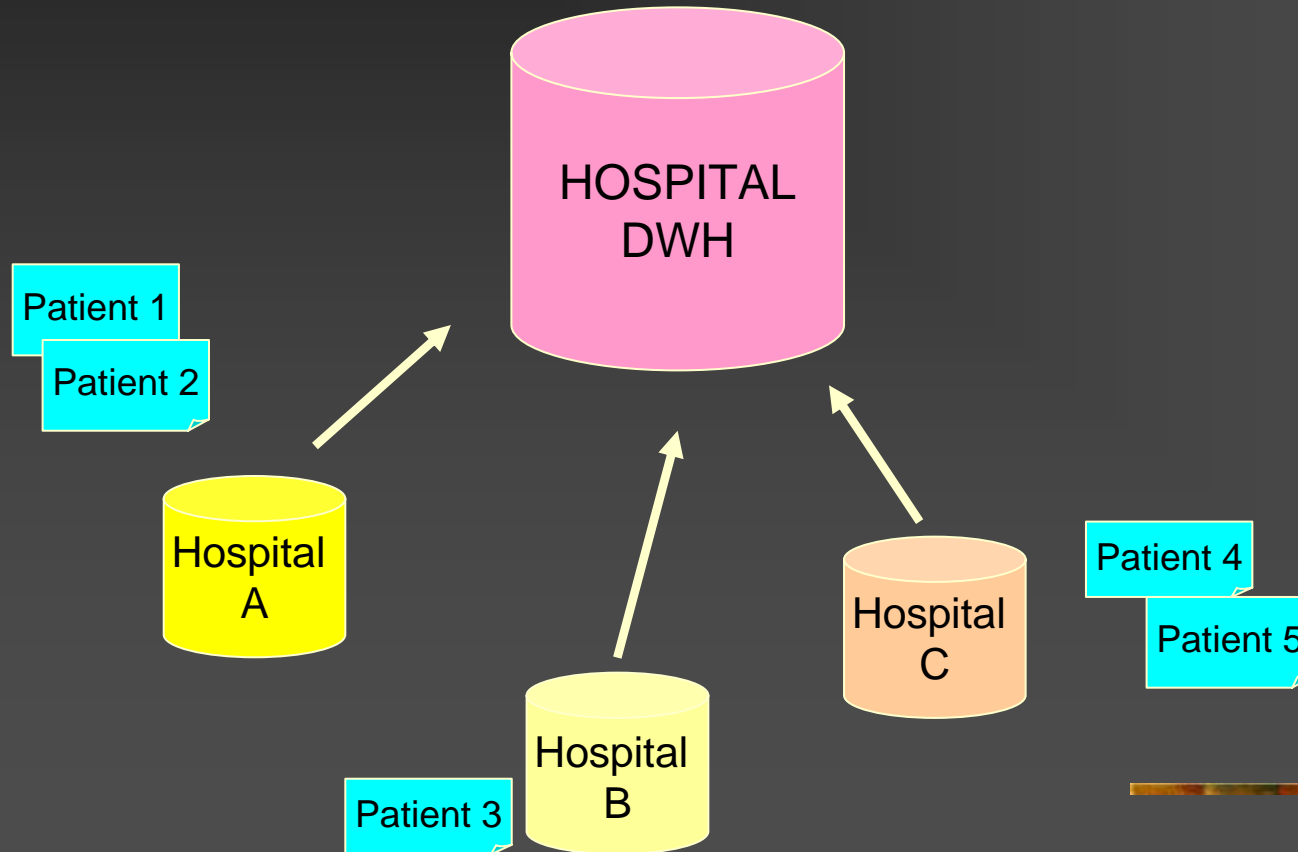 HOSPITAL
DWH
Patient 1
Patient 2
Hospital
A
Hospital
B
Patient 3
Hospital
C
Patient 4
Patient 5